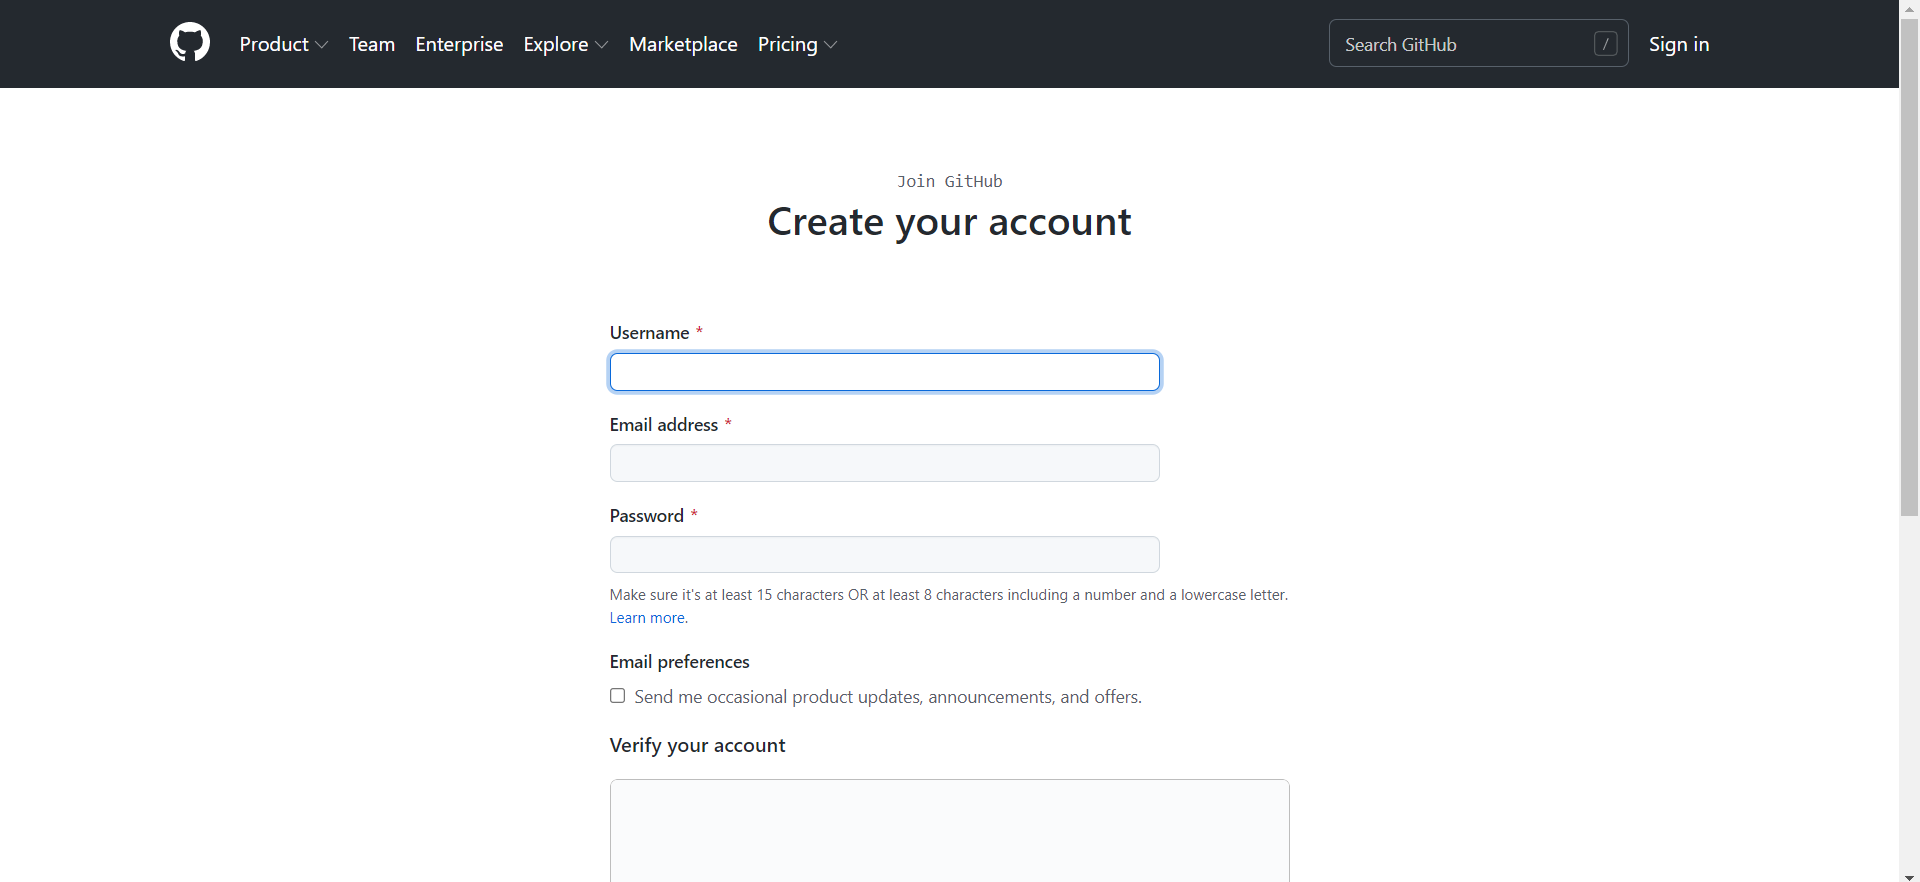 Product Team Enterprise Explore Marketplace Pricing Search GitHub / Sign in
Join GitHub
Create your account
Username *
Email address *
Password *
Make sure it's at least 15 characters OR at least 8 characters including a number and a lowercase letter.
Learn more.
Email preferences
Send me occasional product updates, announcements, and offers.
Verify your account